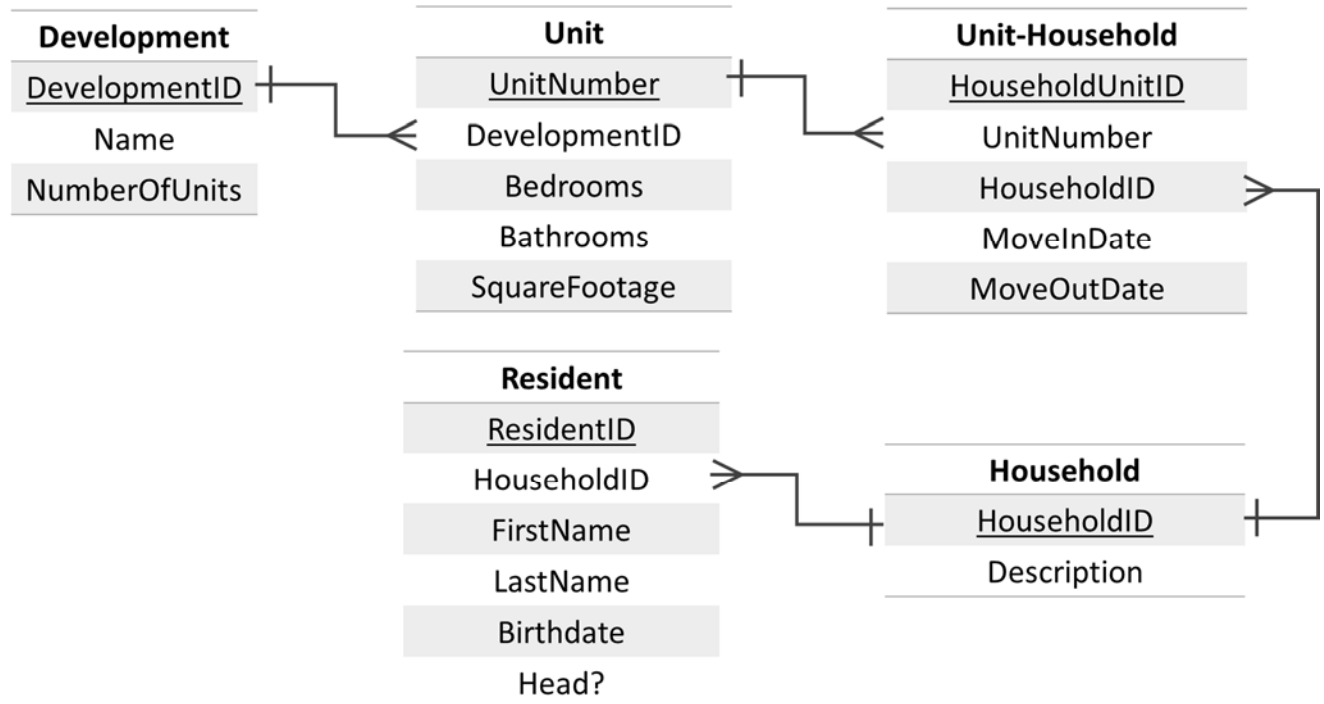 Development
DevelopmentID
Name
NumberOfUnits
Unit
UnitNumber
DevelopmentID
Bedrooms
Bathrooms
SquareFootage
Unit-Household
HouseholdUnitID
UnitNumber
HouseholdID
MoveInDate
MoveOutDate
Resident
ResidentID
HouseholdID
FirstName
LastName
Birthdate
Head?
Household
HouseholdID
Description